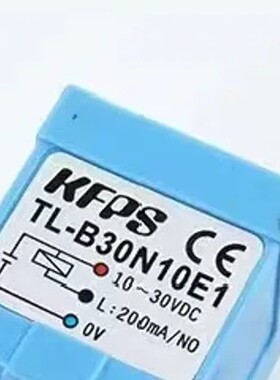 KFPS CE
TL-B30N10E1
10~30VDC
L:200mA/NO
0V